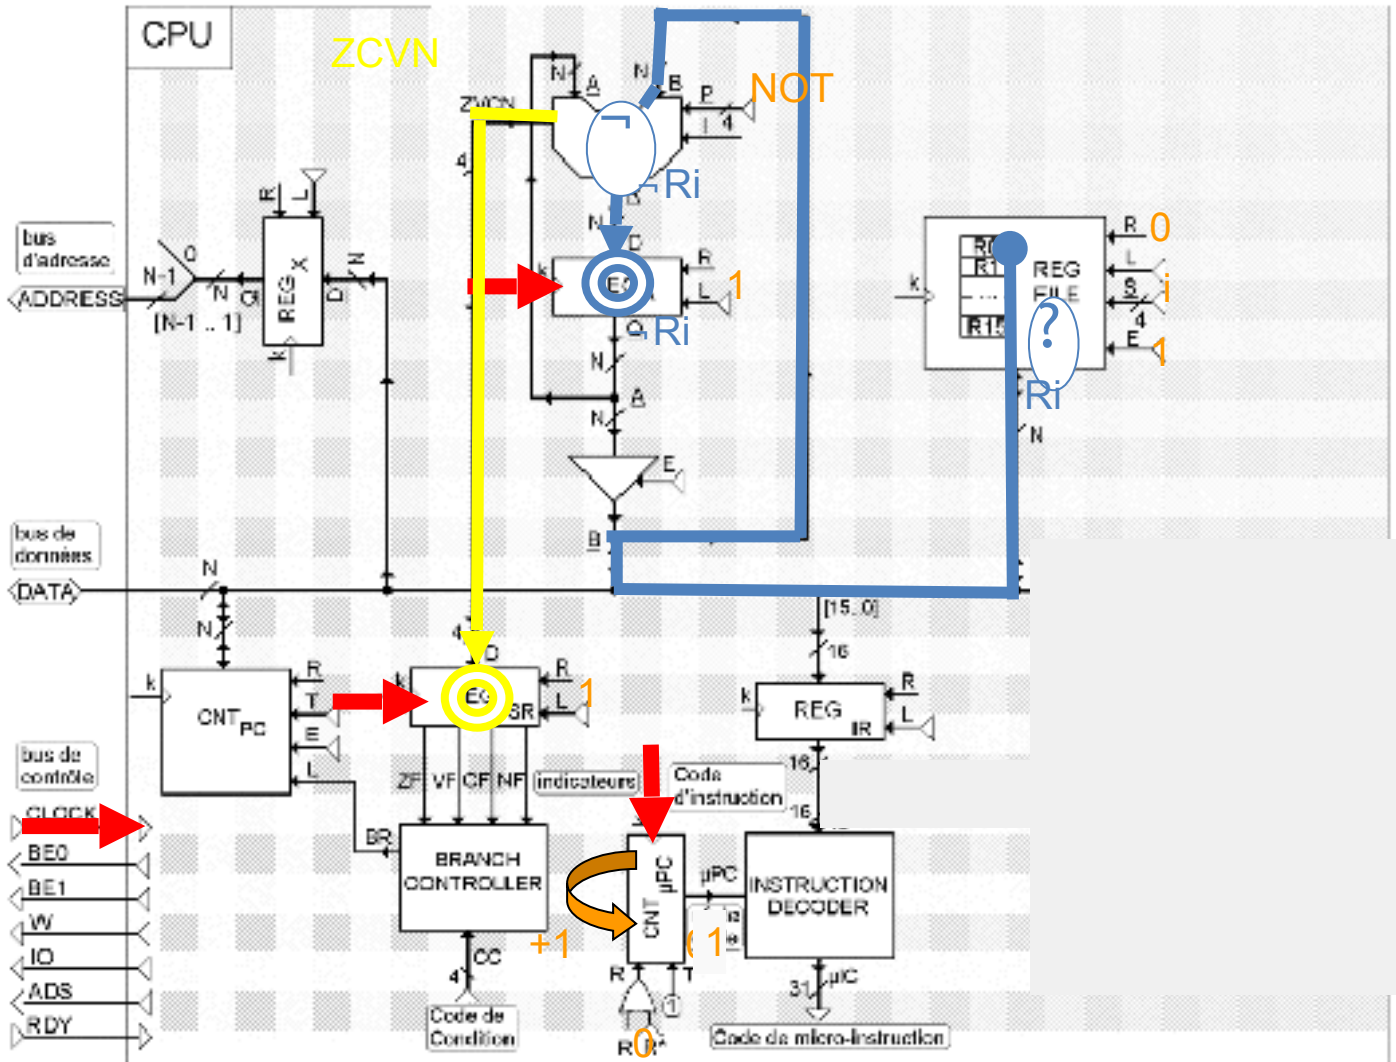 CPU
ZCVN
ZVCN
N
A
N
B
P
4
NOT
I
4
¬
¬Ri
N
D
R
L
1
¬Ri
Q
N
A
N
E
B
R
L
REG X
Q
D
N
k
bus
d'adresse
N-1
0
N
ADDRESS
[N-1 .. 1]
k
R1
R15
REG
FILE
?
R
0
L
S
i
4
E
1
Ri
N
bus de
données
DATA
N
N
[15..0]
16
4
D
k
CNT PC
R
T
E
L
k
R
L
1
SR
k
REG IR
R
L
16
16
bus de
contrôle
CLOCK
BE0
BE1
W
IO
ADS
RDY
ZF
VF
CF
NF
indicateurs
Code
d'instruction
BR
BRANCH
CONTROLLER
+1
CC
4
Code de
Condition
CNT µPC
µPC
1
R
T
1
0
INSTRUCTION
DECODER
31
µIC
Code de micro-instruction